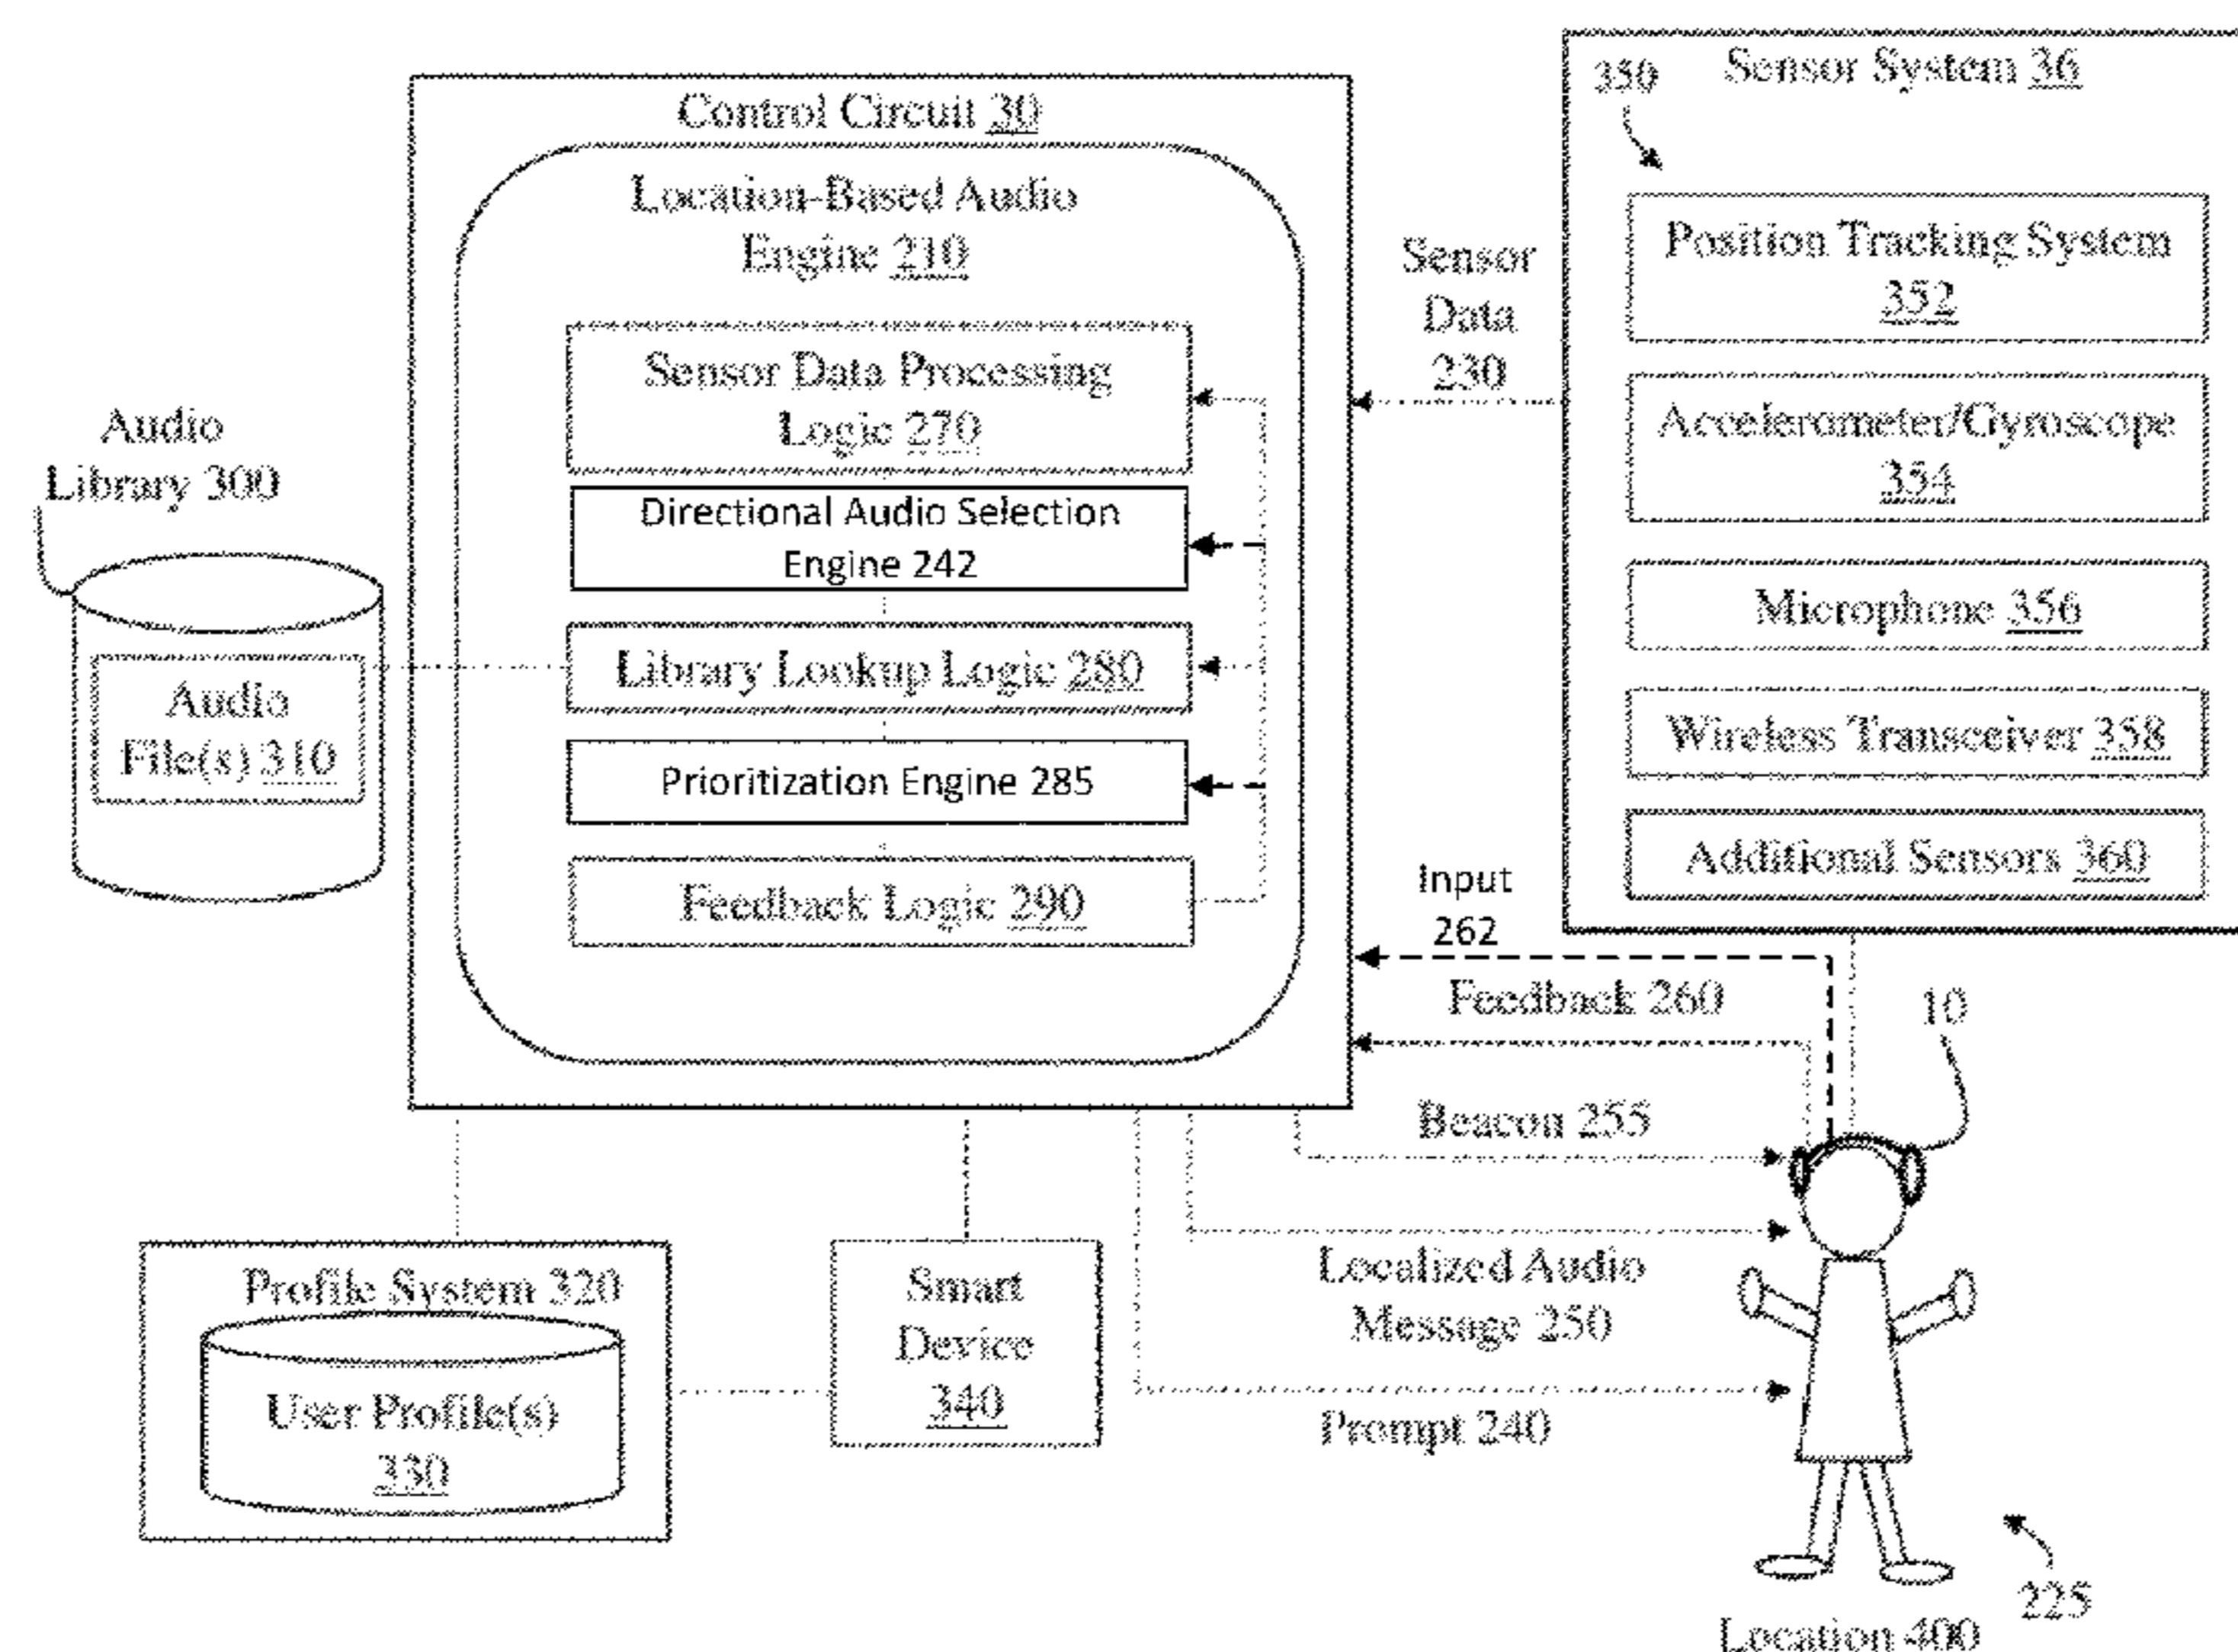 Control Circuit 30
Location-Based Audio
Engine 210
Sensor Data Processing
Logic 270
Directional Audio Selection
Engine 242
Library Lookup Logic 280
Prioritization Engine 285
Feedback Logic 290
Audio
Library 300
Audio
File(s) 310
Sensor
Data
230
350
Sensor System 36
Position Tracking System
352
Accelerometer/Gyroscope
354
Microphone 356
Wireless Transceiver 358
Additional Sensors 360
Input
262
Feedback 260
10
Beacon 255
Localized Audio
Message 250
Prompt 240
Profile System 320
User Profile(s)
330
Smart
Device
340
225
Location 400